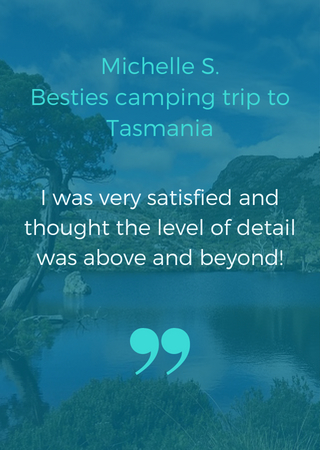 Michelle S.
Besties camping trip to
Tasmania
I was very satisfied and
thought the level of detail
was above and beyond!
”